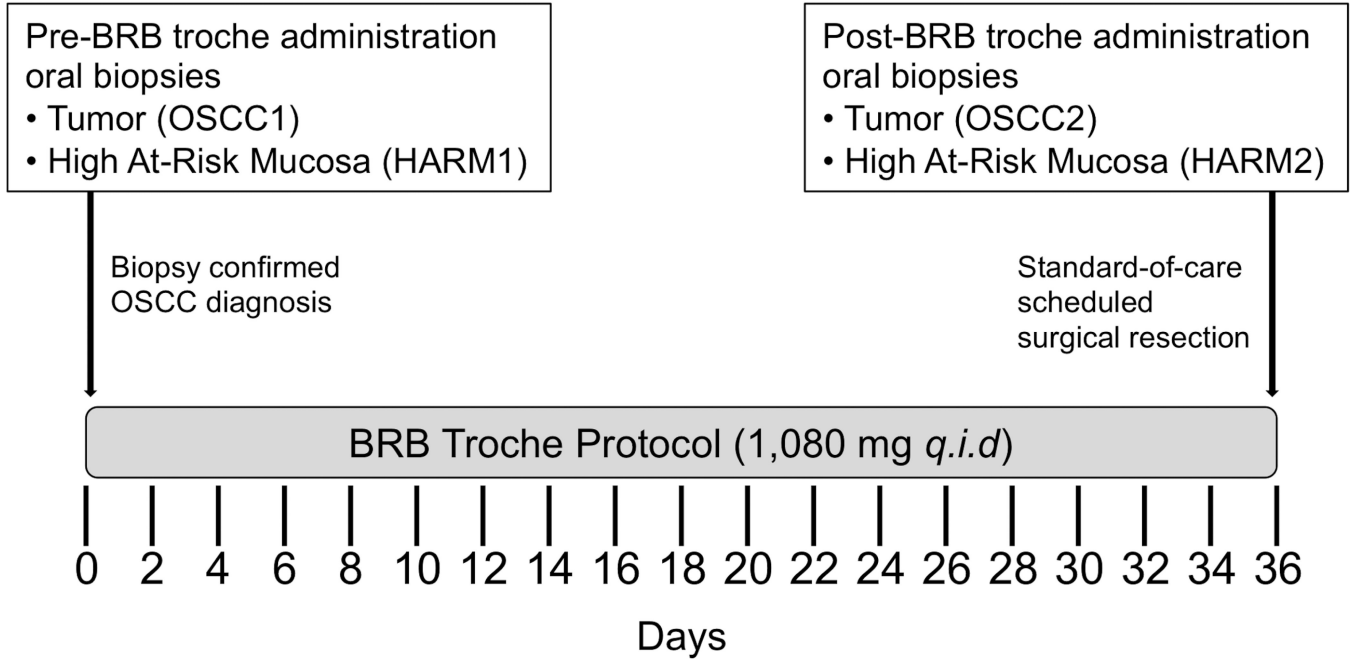 Pre-BRB troche administration
oral biopsies
• Tumor (OSCC1)
• High At-Risk Mucosa (HARM1)
Post-BRB troche administration
oral biopsies
• Tumor (OSCC2)
• High At-Risk Mucosa (HARM2)
Biopsy confirmed
OSCC diagnosis
Standard-of-care
scheduled
surgical resection
BRB Troche Protocol (1,080 mg q.i.d)
0 2 4 6 8 10 12 14 16 18 20 22 24 26 28 30 32 34 36
Days